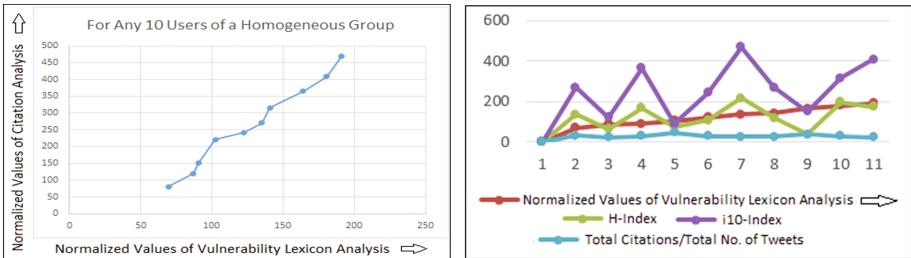 For Any 10 Users of a Homogeneous Group
Normalized Values of Citation Analysis
500
450
400
350
300
250
200
150
100
50
0
0 50 100 150 200 250
Normalized Values of Vulnerability Lexicon Analysis
600
400
200
0
1 2 3 4 5 6 7 8 9 10 11
Normalized Values of Vulnerability Lexicon Analysis
H-Index i10-Index
Total Citations/Total No. of Tweets